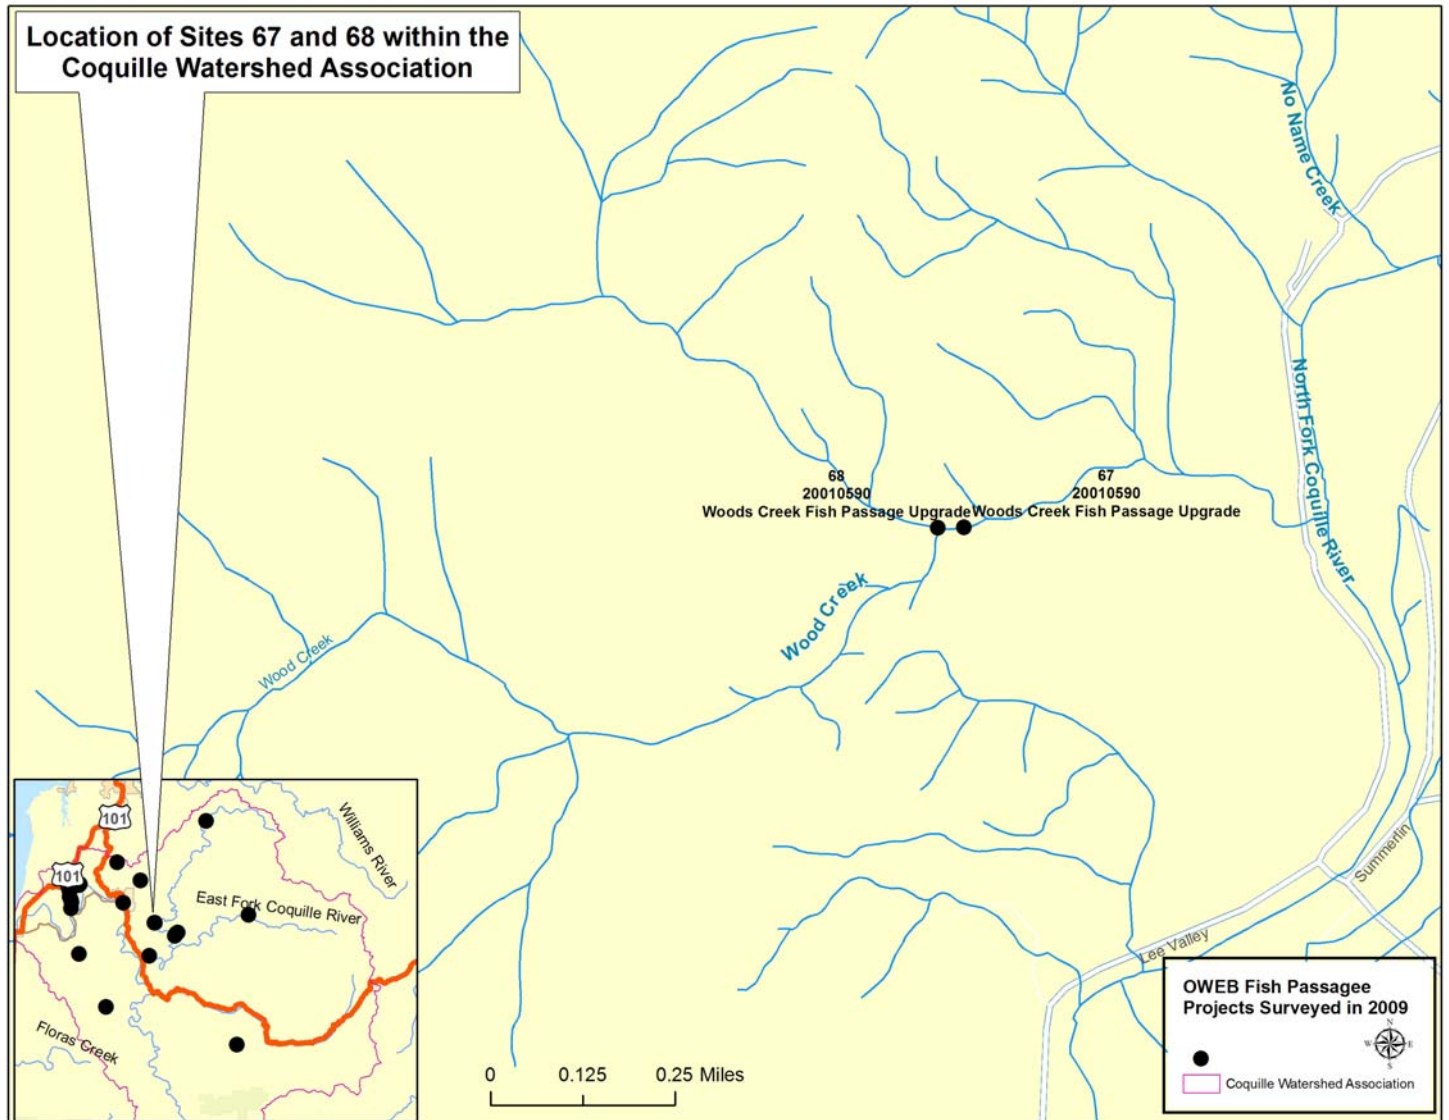 Location of Sites 67 and 68 within the
Coquille Watershed Association
No Name Creek
North Fork Coquille River
68
20010590
Woods Creek Fish Passage Upgrade
67
20010590
Woods Creek Fish Passage Upgrade
Wood Creek
Wood Creek
101
101
Williams River
East Fork Coquille River
Floras Creek
Summerlin
Lee Valley
0 0.125 0.25 Miles
OWEB Fish Passagee
Projects Surveyed in 2009
N
W E
S
Coquille Watershed Association